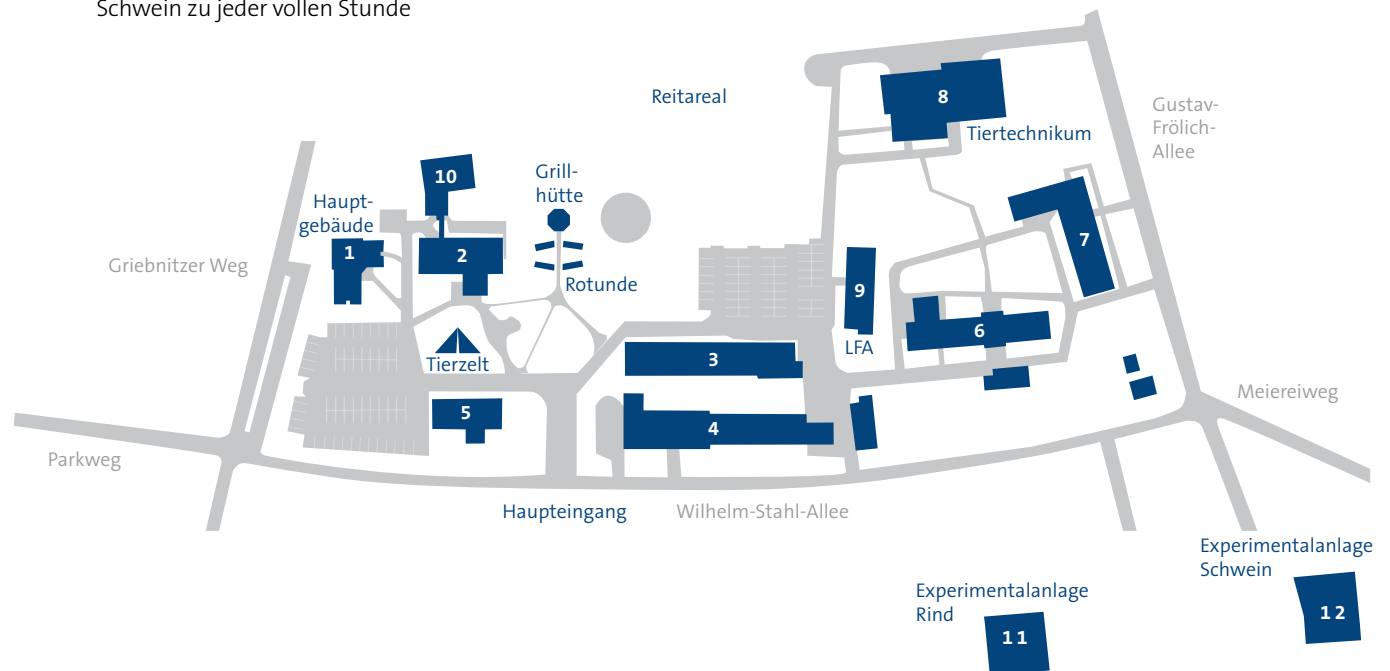 Schwein zu jeder vollen Stunde
Reitareal
8
Gustav-
Frölich-
Allee
Tiertechnikum
10
Grill-
hütte
Haupt-
gebäude
1
2
7
Griebnitzer Weg
Rotunde
9
6
LFA
Tierzelt
3
5
4
Meiereiweg
Parkweg
Haupteingang
Wilhelm-Stahl-Allee
Experimentalanlage
Schwein
12
Experimentalanlage
Rind
11